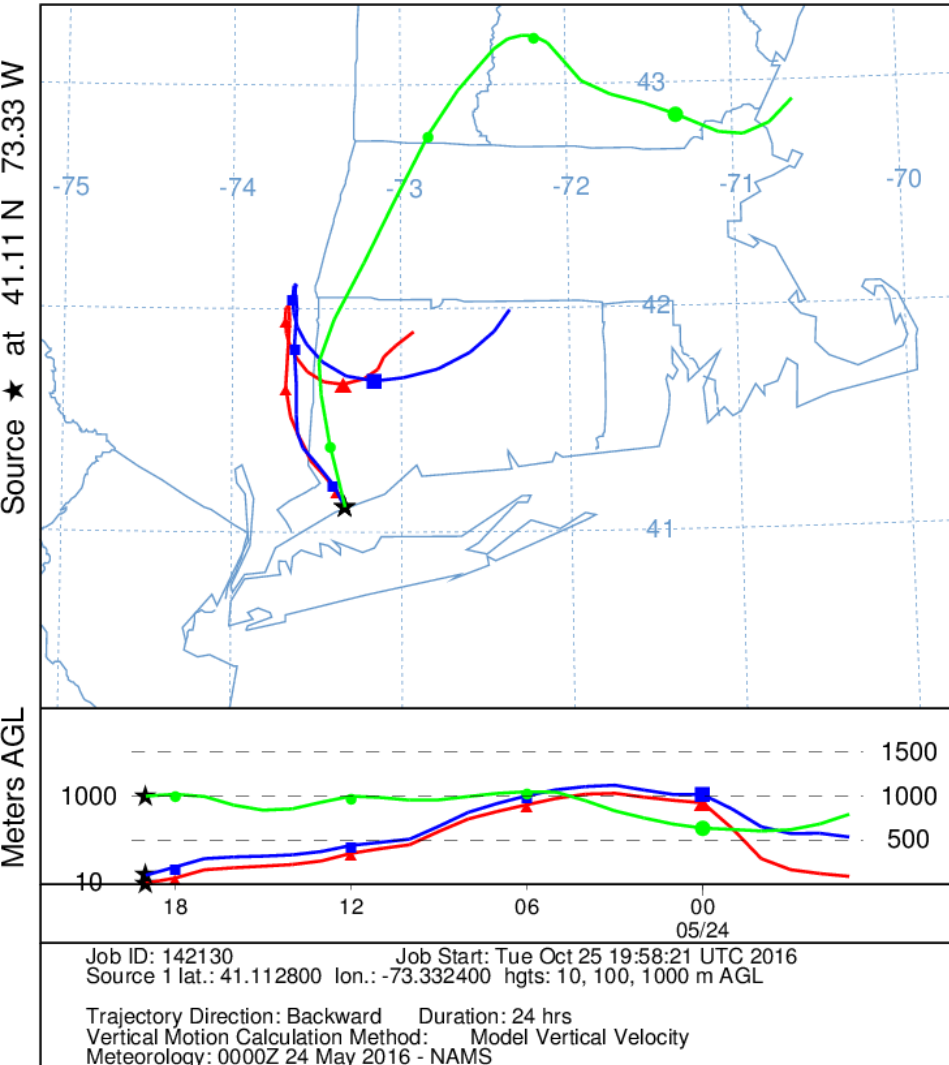 Source ★ at 41.11 N 73.33 W
43
-75
-74
-73
-72
-71
-70
42
41
Meters AGL
1500
1000
1000
500
10
18
12
06
00
05/24
Job ID: 142130 Job Start: Tue Oct 25 19:58:21 UTC 2016
Source 1 lat.: 41.112800 lon.: -73.332400 hgts: 10, 100, 1000 m AGL
Trajectory Direction: Backward Duration: 24 hrs
Vertical Motion Calculation Method: Model Vertical Velocity
Meteorology: 0000Z 24 May 2016 - NAMS